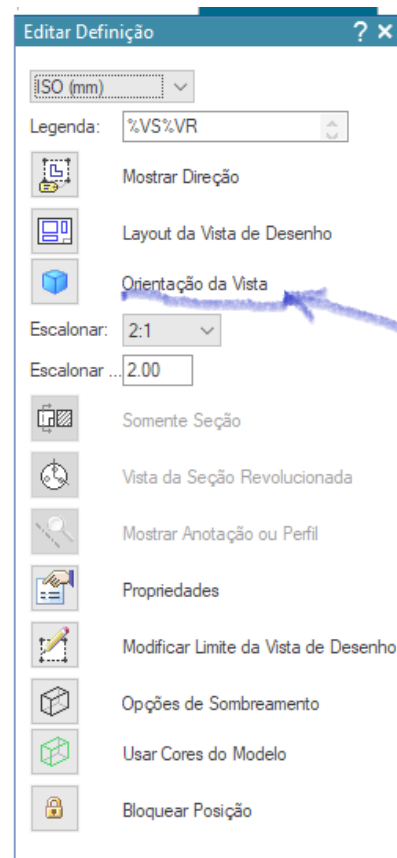 Editar Definição ? ×
ISO (mm)
Legenda: %VS%VR
Mostrar Direção
Layout da Vista de Desenho
Orientação da Vista
Escalonar: 2:1
Escalonar ... 2.00
Somente Seção
Vista da Seção Revolucionada
Mostrar Anotação ou Perfil
Propriedades
Modificar Limite da Vista de Desenho
Opções de Sombreamento
Usar Cores do Modelo
Bloquear Posição